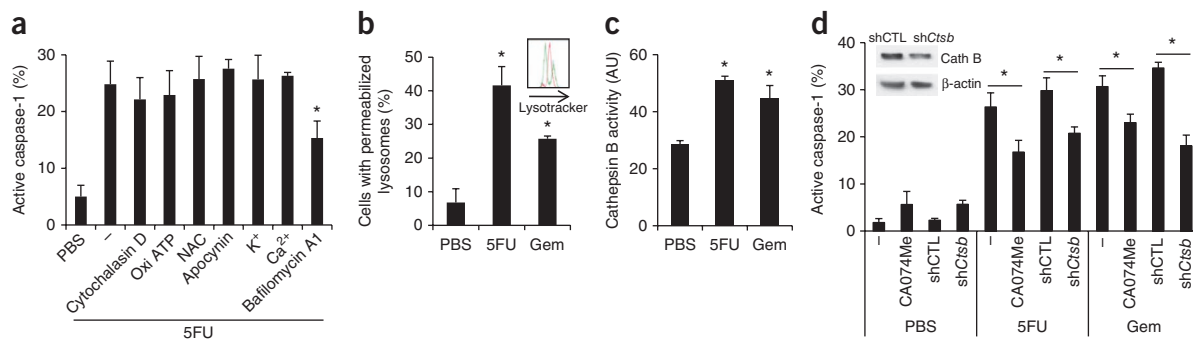 a
Active caspase-1 (%)
30
25
20
15
10
5
0
*
PBS
–
Cytochalasin D
Oxi ATP
NAC
Apocynin
K+
Ca2+
Bafilomycin A1
5FU
b
Cells with permeabilized
lysosomes (%)
50
40
30
20
10
0
*
*
Lysotracker
PBS 5FU Gem
c
Cathepsin B activity (AU)
60
40
20
0
*
*
PBS 5FU Gem
d
Active caspase-1 (%)
40
30
20
10
0
shCTL shCtsb
Cath B
β-actin
*
*
*
*
–
CA074Me
shCTL
shCtsb
–
CA074Me
shCTL
shCtsb
–
CA074Me
shCTL
shCtsb
PBS 5FU Gem